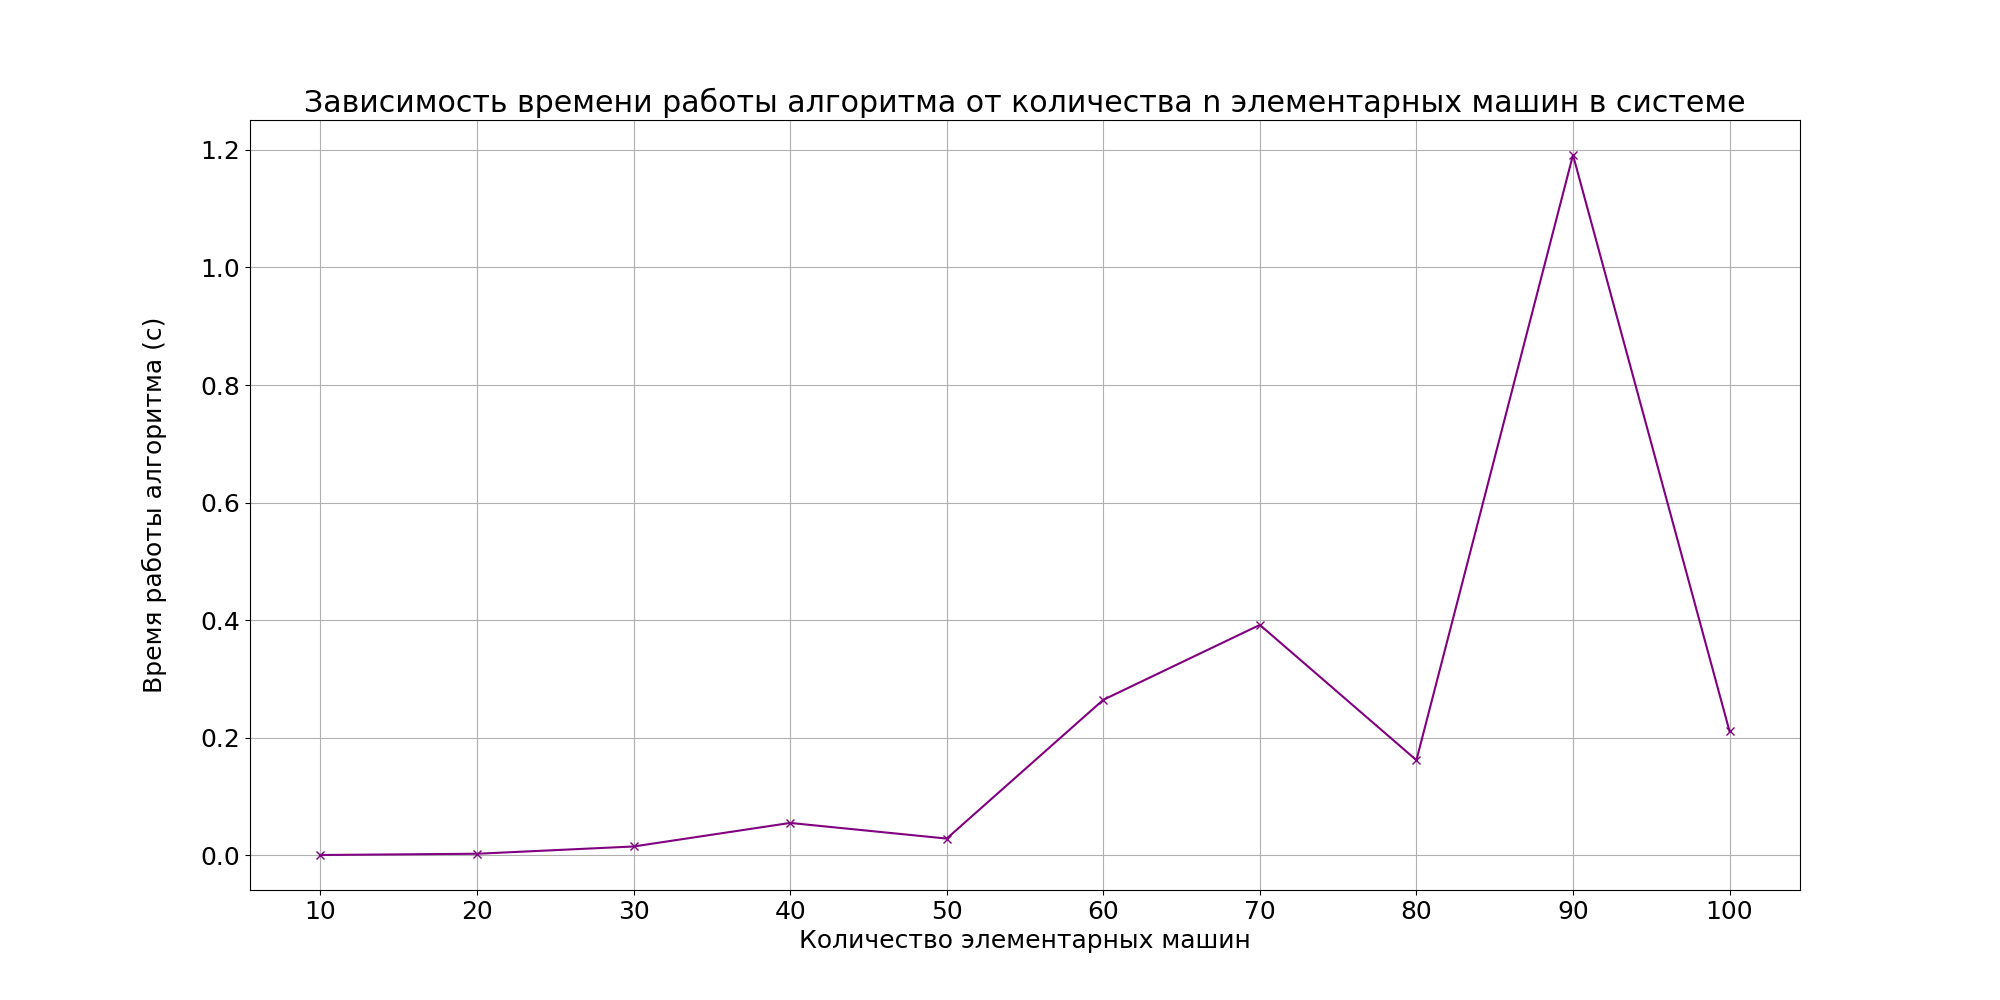 Зависимость времени работы алгоритма от количества n элементарных машин в системе
1.2
1.0
0.8
0.6
0.4
0.2
0.0
Время работы алгоритма (с)
10 20 30 40 50 60 70 80 90 100
Количество элементарных машин